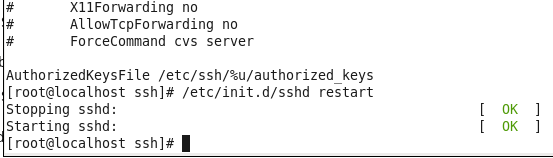 #       X11Forwarding no
#       AllowTcpForwarding no
#       ForceCommand cvs server
AuthorizedKeysFile /etc/ssh/%u/authorized_keys
[root@localhost ssh]# /etc/init.d/sshd restart
Stopping sshd:                                             [  OK  ]
Starting sshd:                                             [  OK  ]
[root@localhost ssh]#